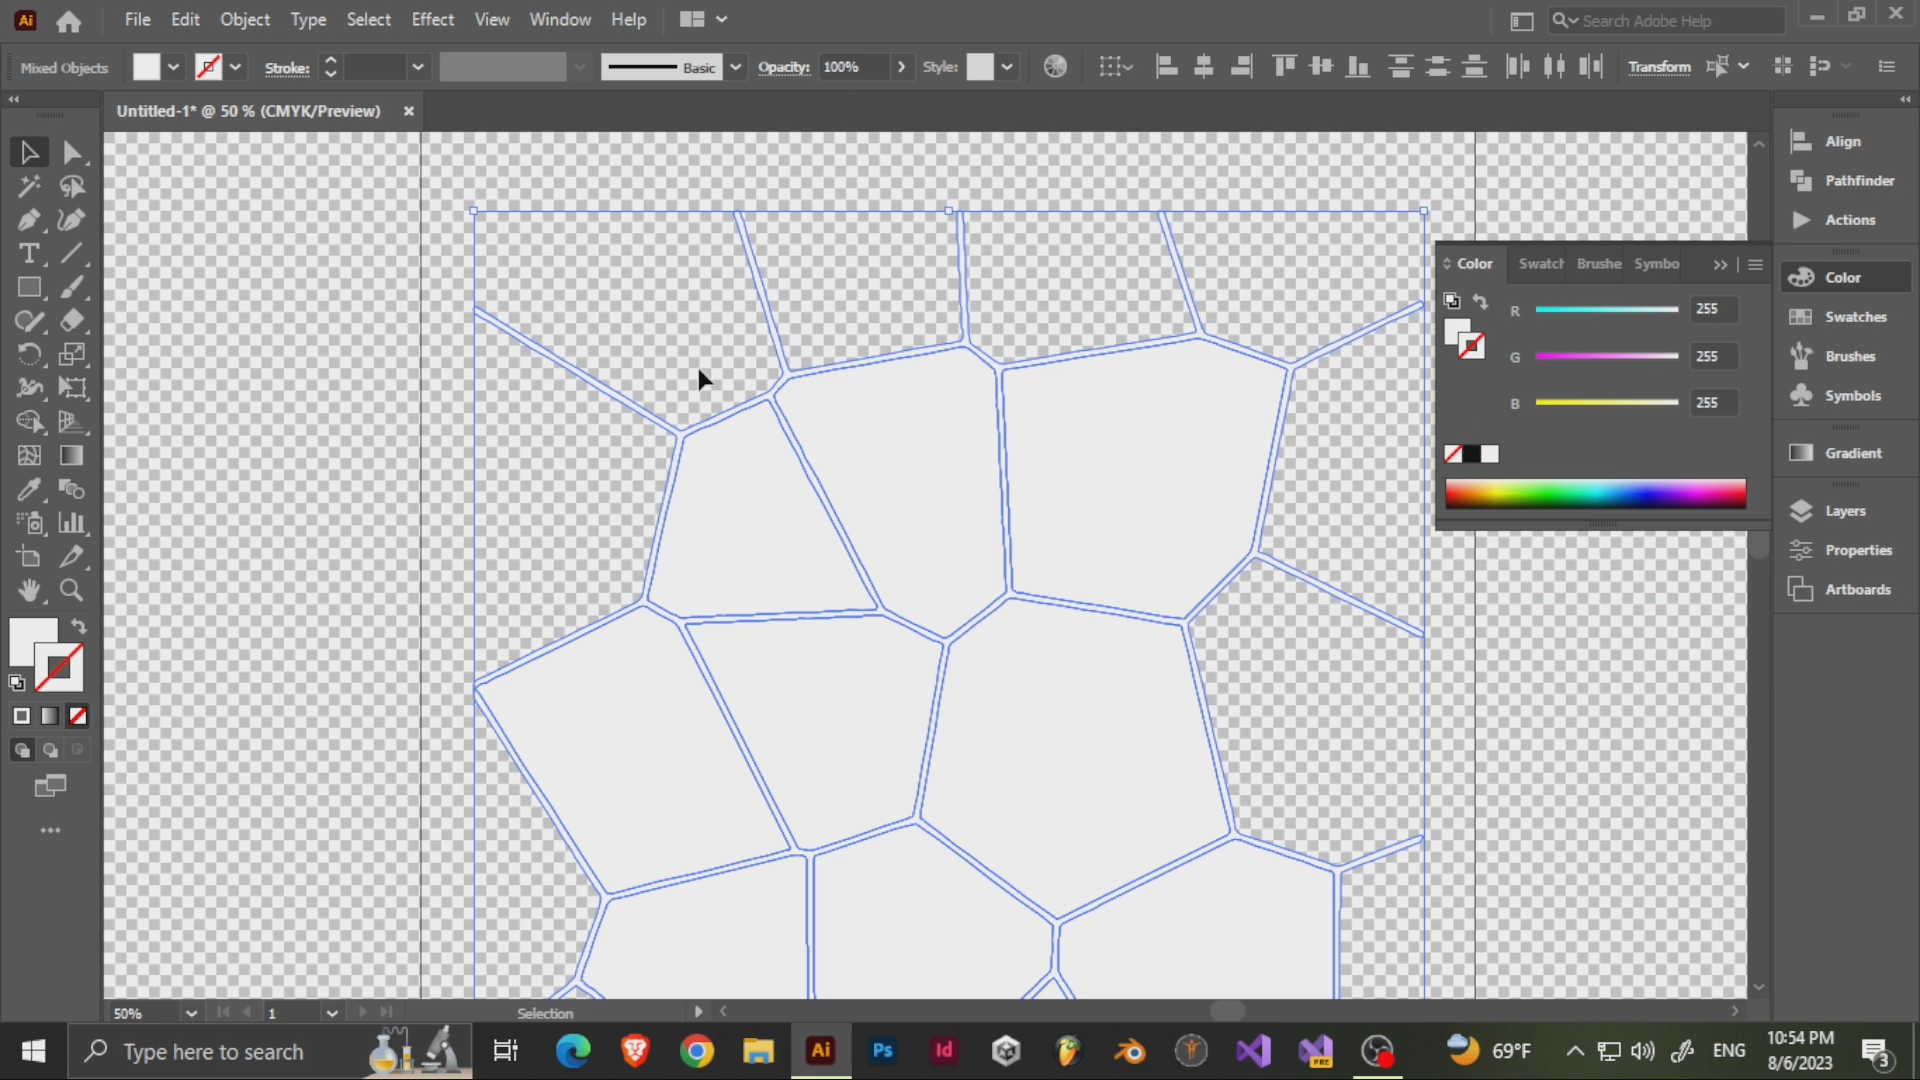 Ai File Edit Object Type Select Effect View Window Help Search Adobe Help
Mixed Objects Stroke: Basic Opacity: 100% Style: Transform
Untitled-1* @ 50 % (CMYK/Preview)
Align
Pathfinder
Actions
Color
Swatches
Brushes
Symbols
Gradient
Layers
Properties
Artboards
Color Swatch Brushe Symbo
R 255
G 255
B 255
50% 1 Selection
Type here to search Ai Ps Id PRE 69°F ENG
10:54 PM
8/6/2023
3